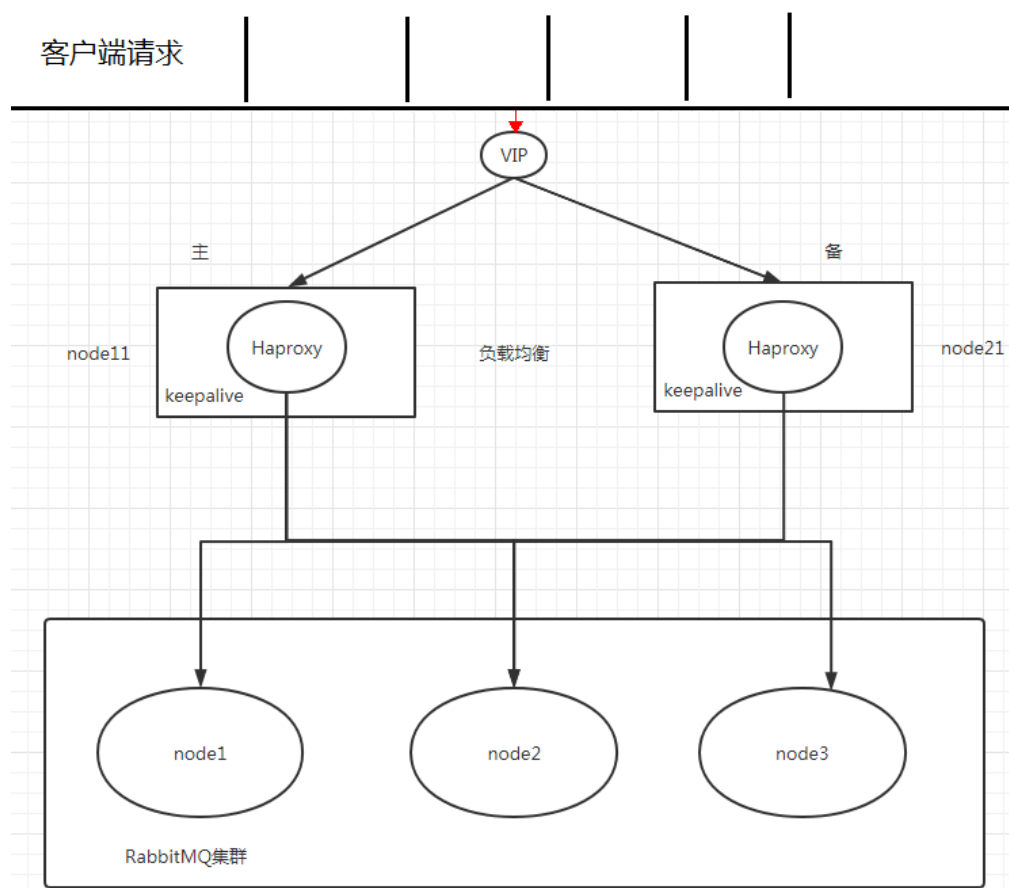 客户端请求
VIP
主
备
node11
Haproxy
keepalive
负载均衡
Haproxy
keepalive
node21
node1
node2
node3
RabbitMQ集群